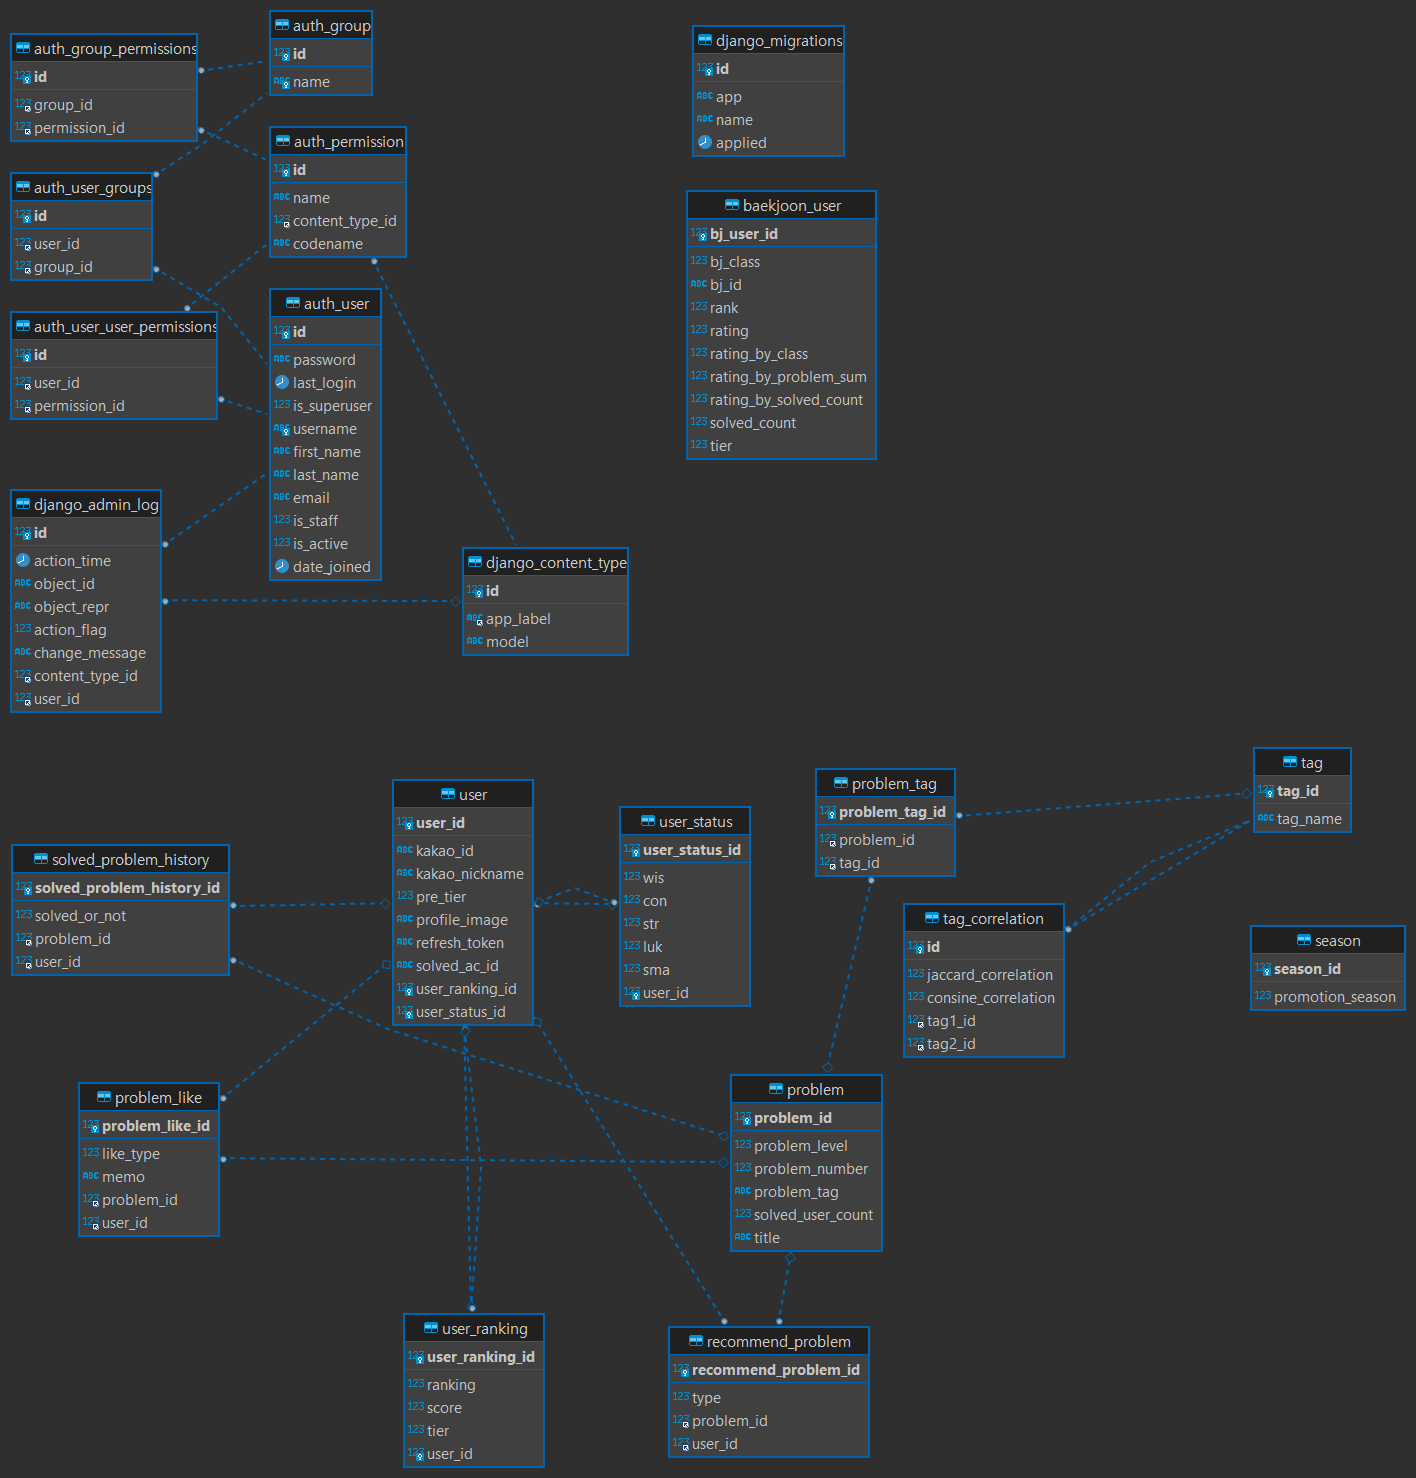 auth_group_permissions
id
group_id
permission_id
auth_group
id
name
auth_permission
id
name
content_type_id
codename
auth_user_groups
id
user_id
group_id
auth_user_user_permissions
id
user_id
permission_id
auth_user
id
password
last_login
is_superuser
username
first_name
last_name
email
is_staff
is_active
date_joined
django_admin_log
id
action_time
object_id
object_repr
action_flag
change_message
content_type_id
user_id
django_content_type
id
app_label
model
django_migrations
id
app
name
applied
baekjoon_user
bj_user_id
bj_class
bj_id
rank
rating
rating_by_class
rating_by_problem_sum
rating_by_solved_count
solved_count
tier
solved_problem_history
solved_problem_history_id
solved_or_not
problem_id
user_id
user
user_id
kakao_id
kakao_nickname
pre_tier
profile_image
refresh_token
solved_ac_id
user_ranking_id
user_status_id
user_status
user_status_id
wis
con
str
luk
sma
user_id
problem_tag
problem_tag_id
problem_id
tag_id
tag
tag_id
tag_name
tag_correlation
id
jaccard_correlation
consine_correlation
tag1_id
tag2_id
season
season_id
promotion_season
problem_like
problem_like_id
like_type
memo
problem_id
user_id
problem
problem_id
problem_level
problem_number
problem_tag
solved_user_count
title
user_ranking
user_ranking_id
ranking
score
tier
user_id
recommend_problem
recommend_problem_id
type
problem_id
user_id